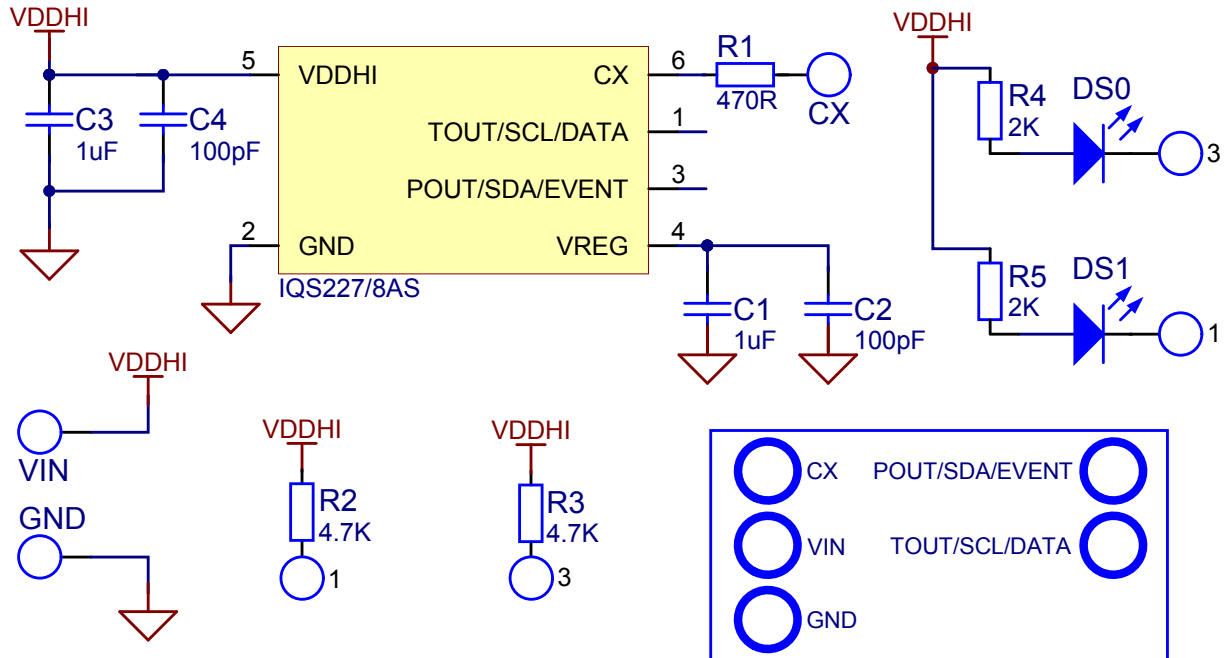 VDDHI
C3
1uF
C4
100pF
5
VDDHI
2
GND
CX
6
TOUT/SCL/DATA
1
POUT/SDA/EVENT
3
VREG
4
IQS227/8AS
R1
470R
CX
C1
1uF
C2
100pF
VDDHI
R4
2K
DS0
3
R5
2K
DS1
1
VDDHI
VIN
GND
VDDHI
R2
4.7K
1
VDDHI
R3
4.7K
3
CX
POUT/SDA/EVENT
VIN
TOUT/SCL/DATA
GND